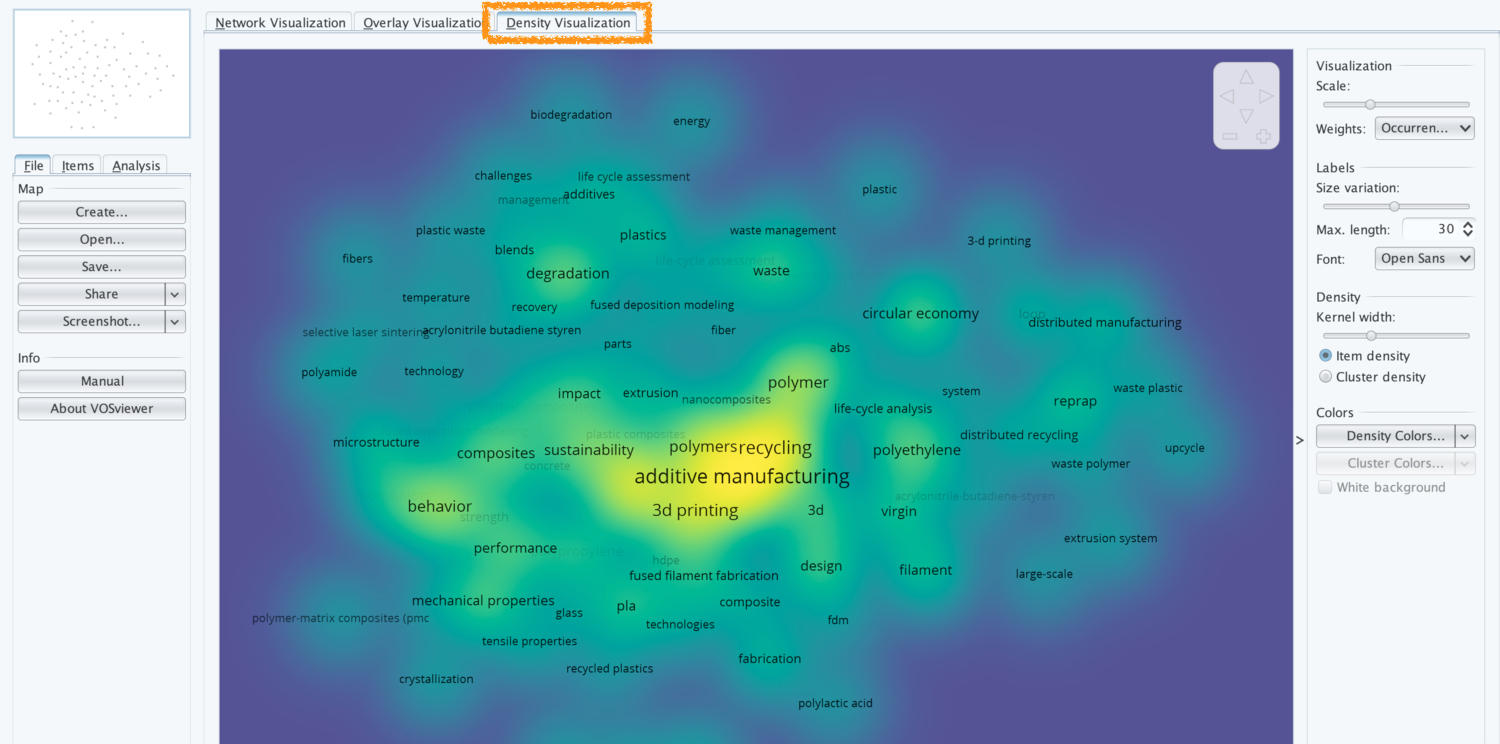 Network Visualization
Overlay Visualizatio
Density Visualization
File
Items
Analysis
Map
Create...
Open...
Save...
Share
Screenshot...
Info
Manual
About VOSviewer
biodegradation
energy
challenges
life cycle assessment
management
additives
plastic
plastic waste
plastics
waste management
3-d printing
blends
fibers
life-cycle assessment
degradation
waste
temperature
recovery
fused deposition modeling
circular economy
loop
distributed manufacturing
selective laser sintering
acrylonitrile butadiene styren
fiber
parts
abs
polyamide
technology
polymer
impact
extrusion
nanocomposites
system
waste plastic
reprap
life-cycle analysis
plastic composites
distributed recycling
microstructure
composites
sustainability
polymers
recycling
polyethylene
upcycle
concrete
waste polymer
additive manufacturing
acrylonitrile-butadiene-styren
behavior
strength
3d printing
3d
virgin
extrusion system
performance
propylene
hdpe
design
filament
large-scale
fused filament fabrication
mechanical properties
glass
pla
composite
polymer-matrix composites (pmc
technologies
fdm
tensile properties
recycled plastics
fabrication
crystallization
polylactic acid
>
Visualization
Scale:
Weights:
Occurren...
Labels
Size variation:
Max. length:
30
Font:
Open Sans
Density
Kernel width:
Item density
Cluster density
Colors
Density Colors...
Cluster Colors...
White background